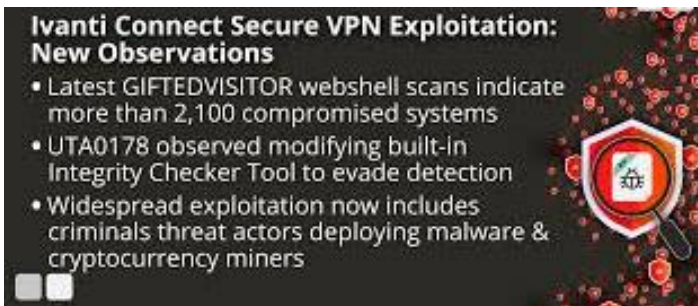 Ivanti Connect Secure VPN Exploitation:
New Observations
• Latest GIFTEDVISITOR webshell scans indicate
more than 2,100 compromised systems
• UTA0178 observed modifying built-in
Integrity Checker Tool to evade detection
• Widespread exploitation now includes
criminals threat actors deploying malware &
cryptocurrency miners